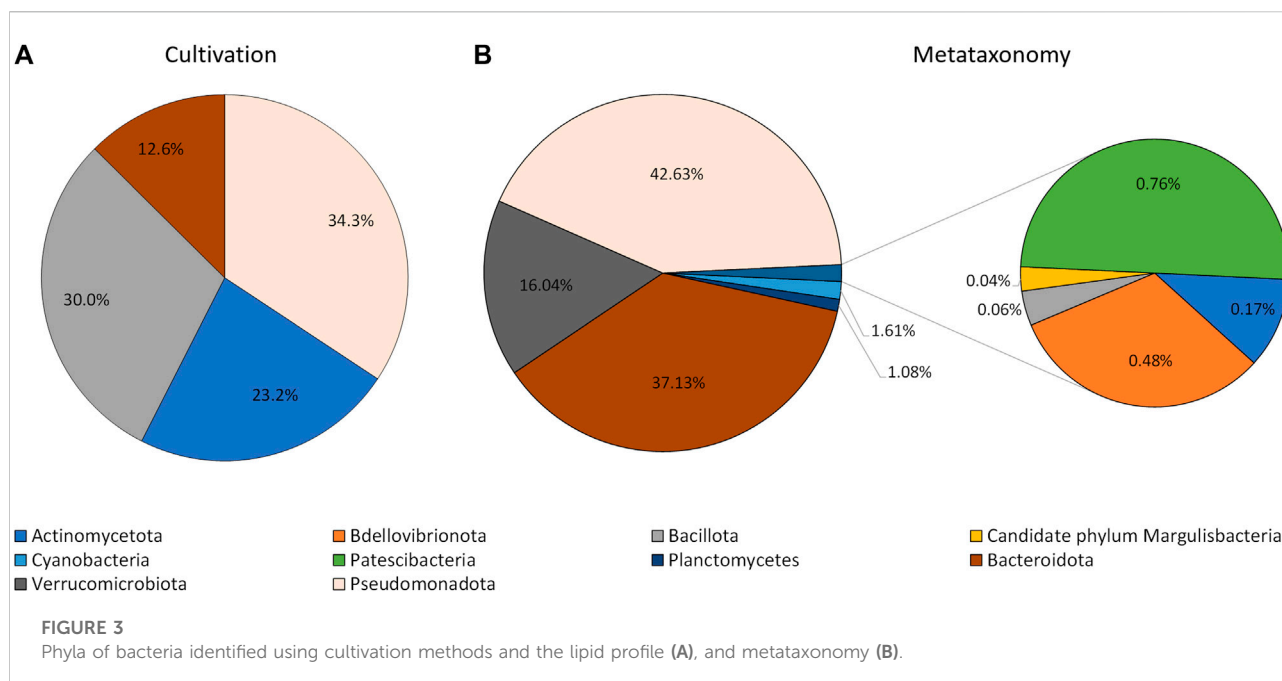 A
Cultivation
B
Metataxonomy
12.6%
34.3%
30.0%
23.2%
42.63%
16.04%
37.13%
1.61%
1.08%
0.76%
0.04%
0.06%
0.17%
0.48%
Actinomycetota
Bdellovibrionota
Bacillota
Candidate phylum Margulisbacteria
Cyanobacteria
Patescibacteria
Planctomycetes
Bacteroidota
Verrucomicrobiota
Pseudomonadota
FIGURE 3
Phyla of bacteria identified using cultivation methods and the lipid profile (A), and metataxonomy (B).